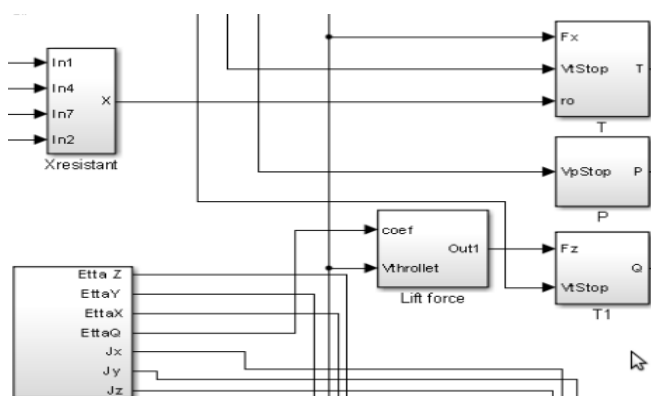 In1
In4
In7
In2
X
Xresistant
Fx
VtStop
ro
T
T
VpStop
P
P
coef
Vthrollet
Out1
Lift force
Fz
VtStop
Q
T1
Etta Z
EttaY
EttaX
EttaQ
Jx
Jy
Jz